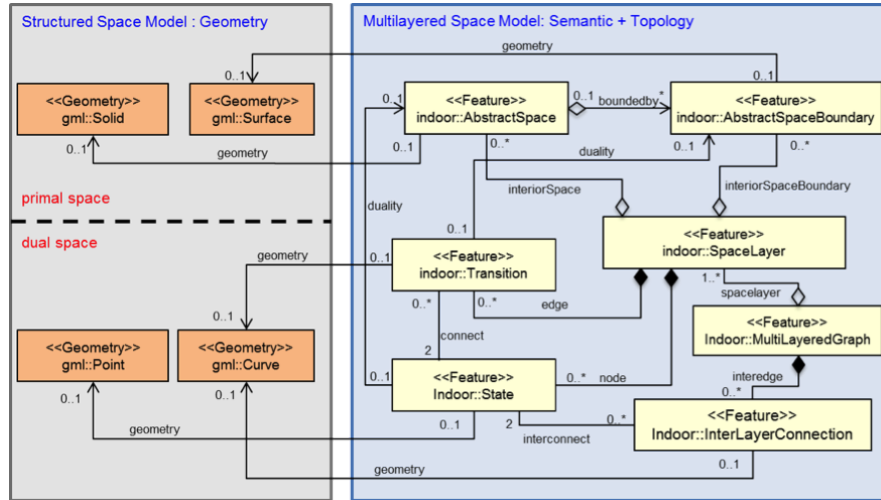 Structured Space Model : Geometry
Multilayered Space Model: Semantic + Topology
geometry
0..1
0..1
<<Geometry>>
gml::Solid
<<Geometry>>
gml::Surface
0..1
<<Feature>>
indoor::AbstractSpace
0..1
boundedby
*
<<Feature>>
indoor::AbstractSpaceBoundary
0..1
geometry
0..1
0..*
duality
0..1
0..*
primal space
interiorSpace
interiorSpaceBoundary
dual space
duality
0..1
geometry
0..1
<<Feature>>
indoor::Transition
<<Feature>>
indoor::SpaceLayer
0..*
0..*
edge
1..*
spacelayer
0..1
connect
<<Geometry>>
gml::Point
<<Geometry>>
gml::Curve
2
<<Feature>>
Indoor::MultiLayeredGraph
0..1
0..1
0..1
<<Feature>>
Indoor::State
0..*
node
interedge
0..*
geometry
0..1
2
interconnect
0..*
<<Feature>>
Indoor::InterLayerConnection
geometry
0..1